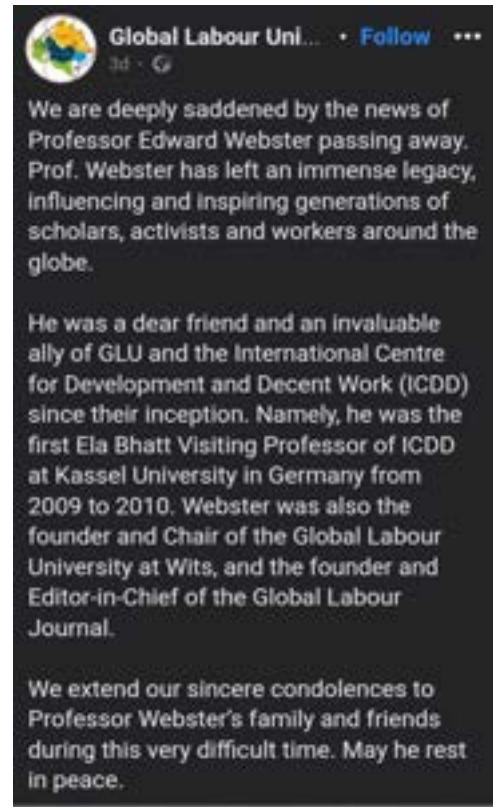 Global Labour Uni... · Follow ...
3d ·
We are deeply saddened by the news of
Professor Edward Webster passing away.
Prof. Webster has left an immense legacy,
influencing and inspiring generations of
scholars, activists and workers around the
globe.
He was a dear friend and an invaluable
ally of GLU and the International Centre
for Development and Decent Work (ICDD)
since their inception. Namely, he was the
first Ela Bhatt Visiting Professor of ICDD
at Kassel University in Germany from
2009 to 2010. Webster was also the
founder and Chair of the Global Labour
University at Wits, and the founder and
Editor-in-Chief of the Global Labour
Journal.
We extend our sincere condolences to
Professor Webster's family and friends
during this very difficult time. May he rest
in peace.